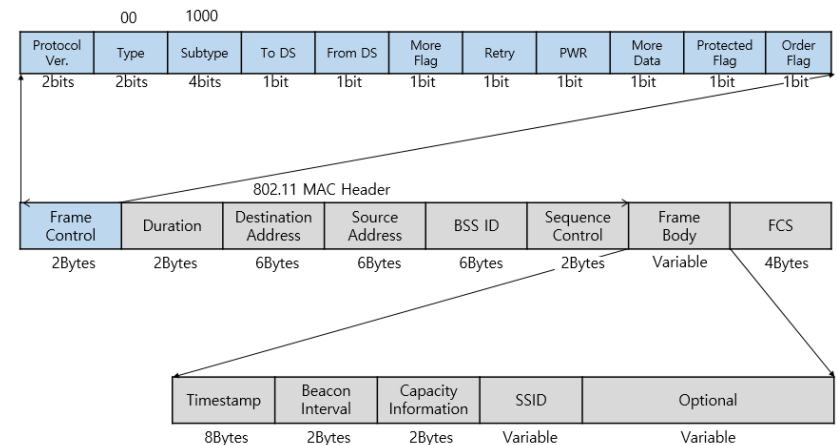 00 1000
Protocol Ver. Type Subtype To DS From DS More Flag Retry PWR More Data Protected Flag Order Flag
2bits 2bits 4bits 1bit 1bit 1bit 1bit 1bit 1bit 1bit 1bit
802.11 MAC Header
Frame Control Duration Destination Address Source Address BSS ID Sequence Control Frame Body FCS
2Bytes 2Bytes 6Bytes 6Bytes 6Bytes 2Bytes Variable 4Bytes
Timestamp Beacon Interval Capacity Information SSID Optional
8Bytes 2Bytes 2Bytes Variable Variable